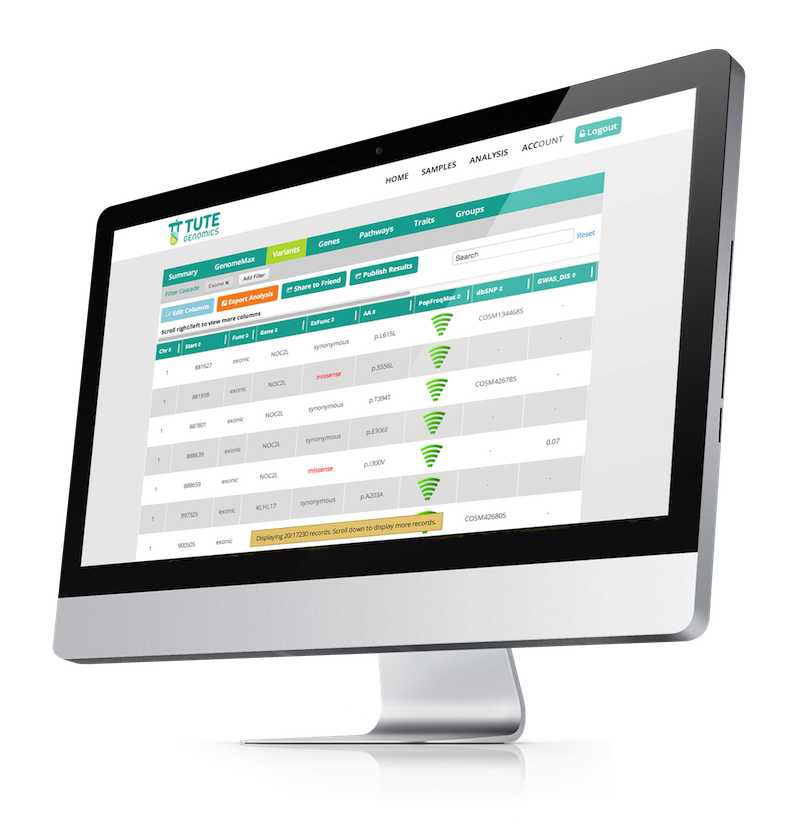 HOME SAMPLES ANALYSIS ACCOUNT Logout
TUTE
GENOMICS
Summary GenomeMax Variants Genes Pathways Traits Groups
Filter Cascade Exome × Add Filter
Edit Columns Export Analysis Share to Friend Publish Results Search Reset
Scroll right/left to view more columns
Chr Start Func Gene ExFunc AA PopFreqMax dbSNP GWAS_DIS
1 881627 exonic NOC2L synonymous p.L615L COSM1344685 -
1 881918 exonic NOC2L missense p.S556L - -
1 887801 exonic NOC2L synonymous p.T394T COSM426785 -
1 888639 exonic NOC2L synonymous p.E306E - -
1 888659 exonic NOC2L missense p.I300V - 0.07
1 897325 exonic KLHL17 synonymous p.A203A - -
1 900505 exonic COSM426805 -
Displaying 20/17230 records. Scroll down to display more records.